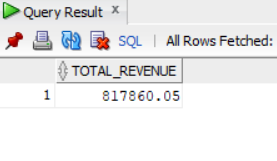 Query Result x
SQL | All Rows Fetched:
TOTAL_REVENUE
1 817860.05